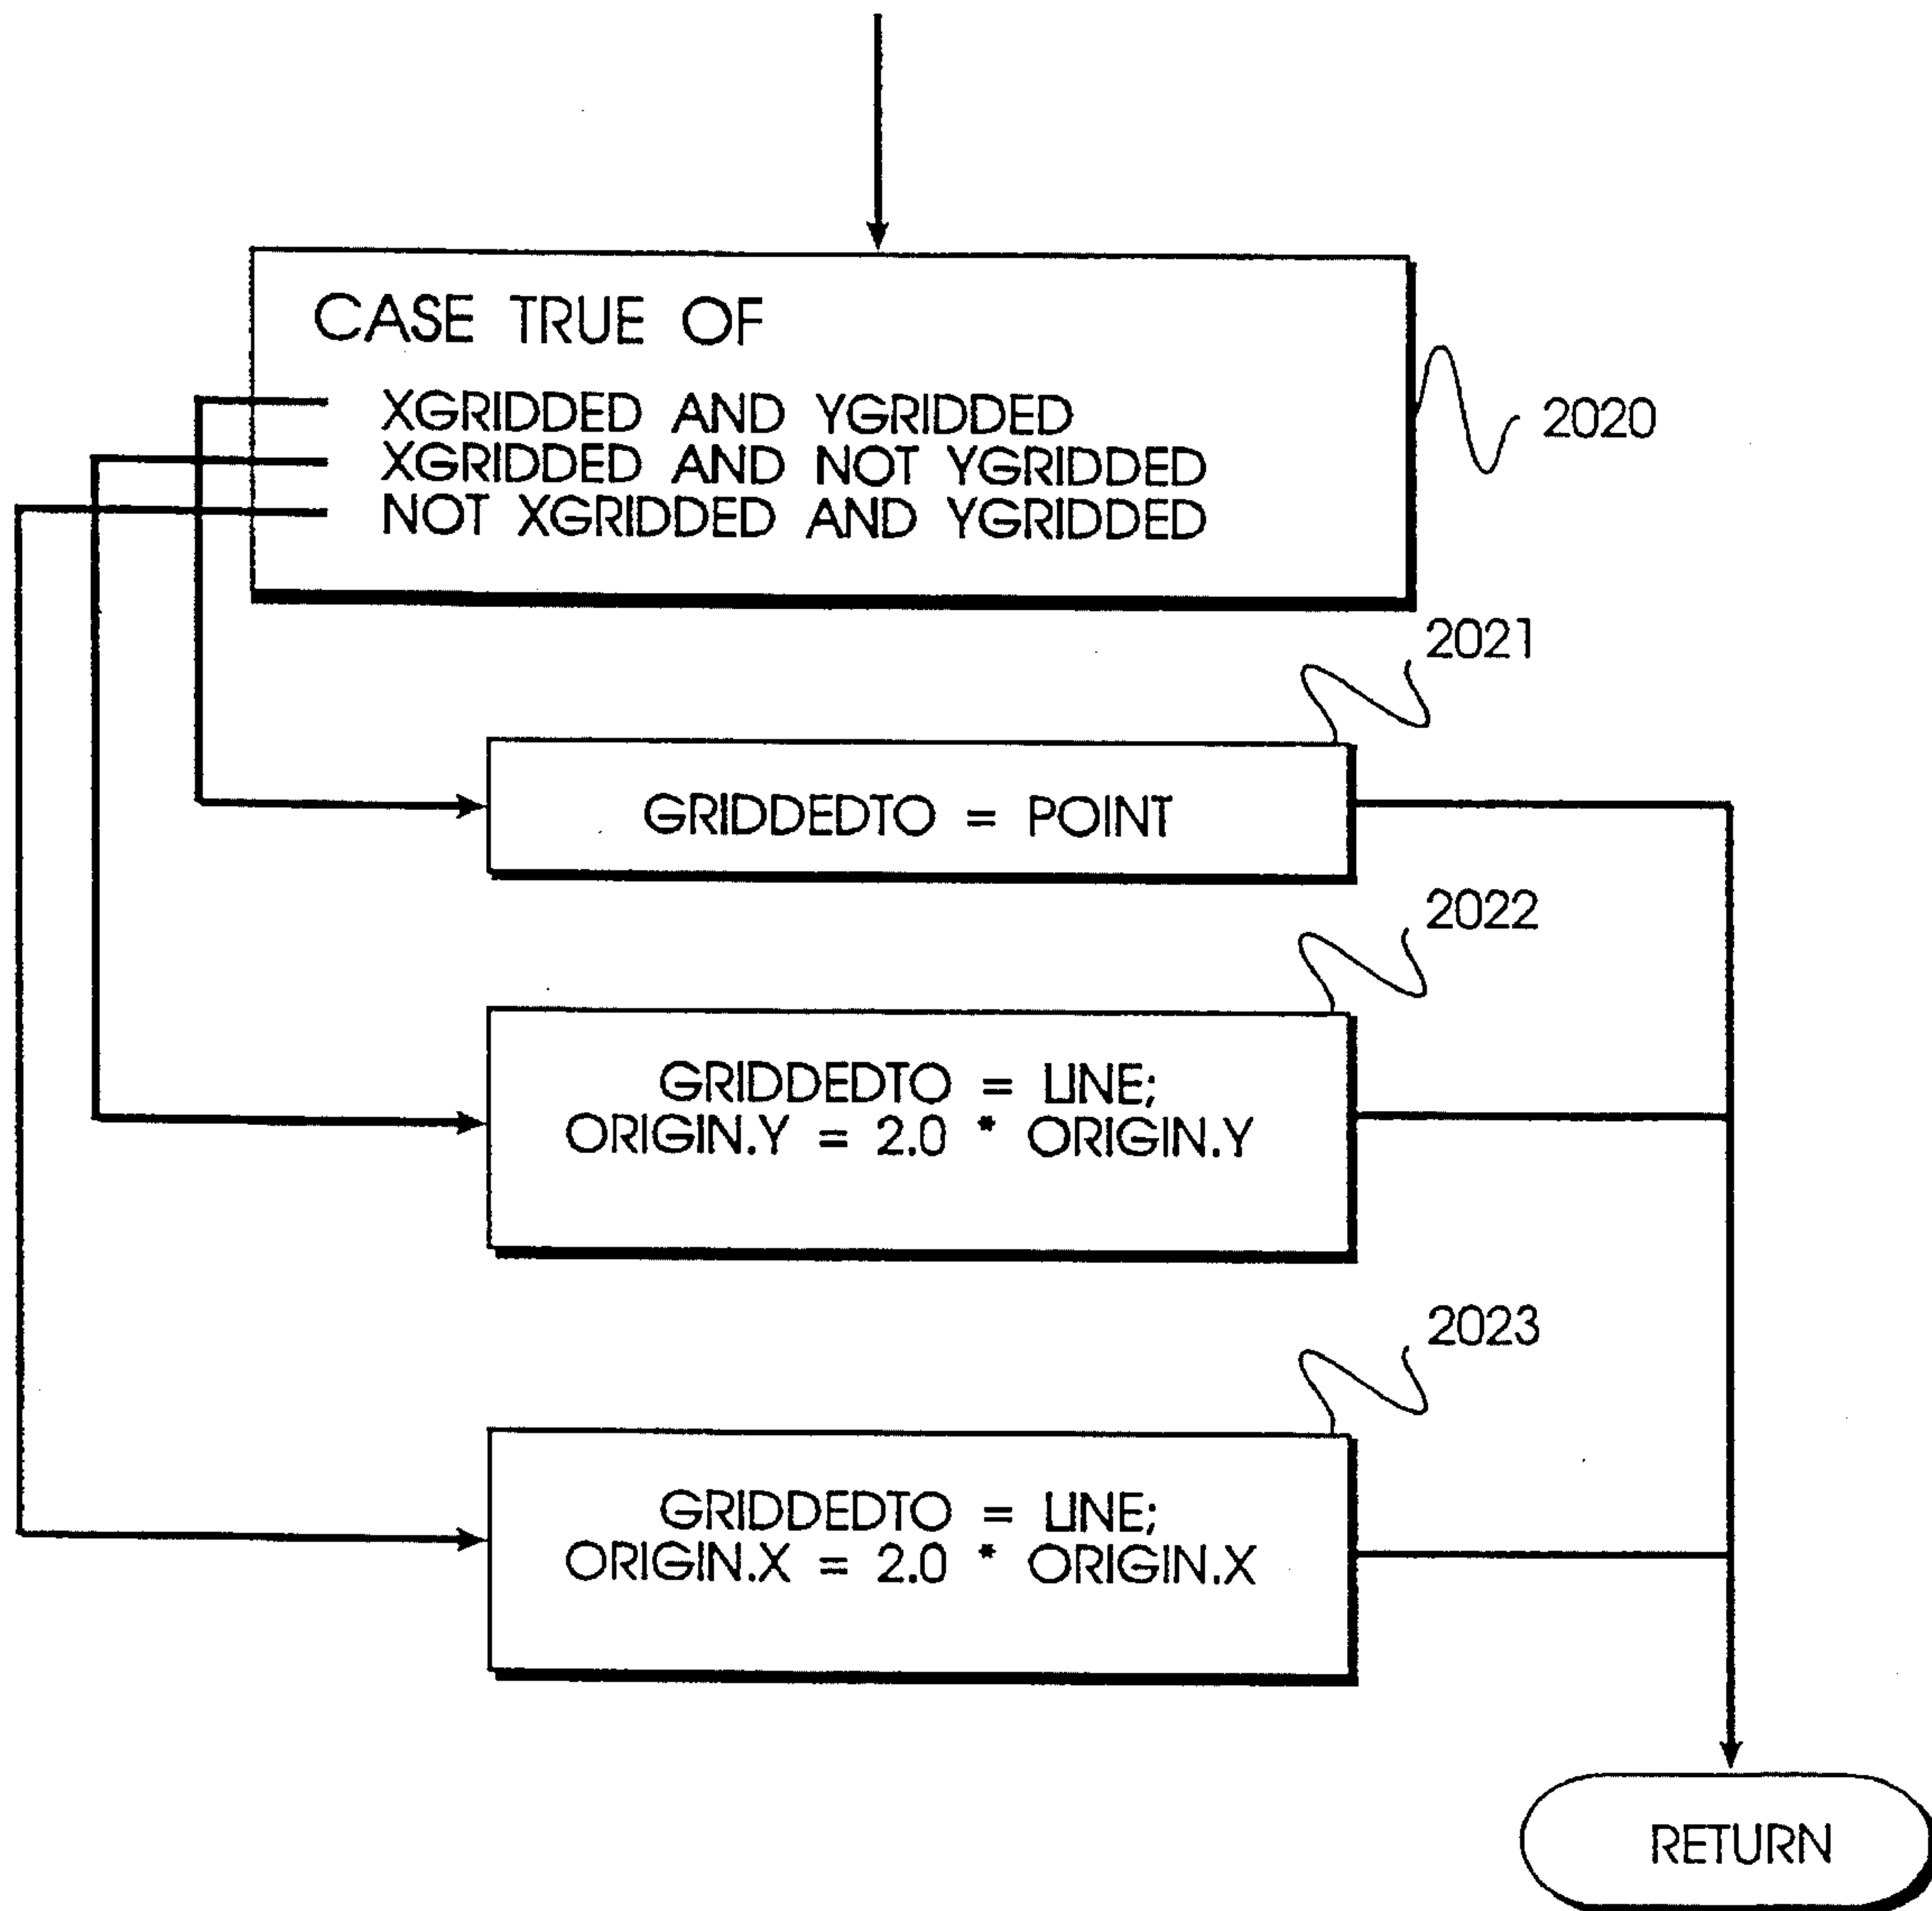 CASE TRUE OF
XGRIDDED AND YGRIDDED
XGRIDDED AND NOT YGRIDDED
NOT XGRIDDED AND YGRIDDED
2020
2021
GRIDDEDTO = POINT
2022
GRIDDEDTO = LINE;
ORIGIN.Y = 2.0 * ORIGIN.Y
2023
GRIDDEDTO = LINE;
ORIGIN.X = 2.0 * ORIGIN.X
RETURN